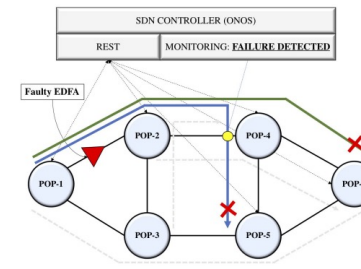 SDN CONTROLLER (ONOS)
REST
MONITORING: FAILURE DETECTED
Faulty EDFA
POP-2
POP-4
POP-1
POP-
POP-3
POP-5